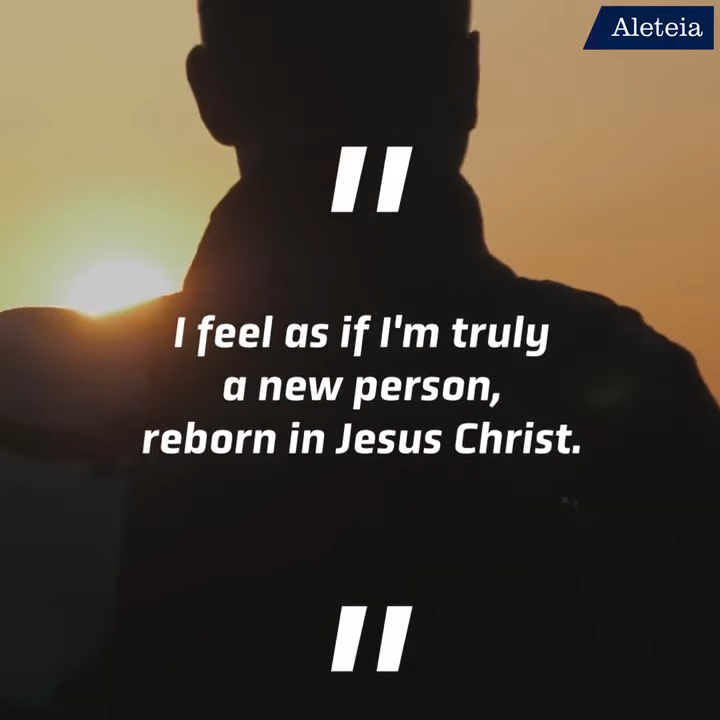 Aleteia
"
I feel as if I'm truly
a new person,
reborn in Jesus Christ.
"